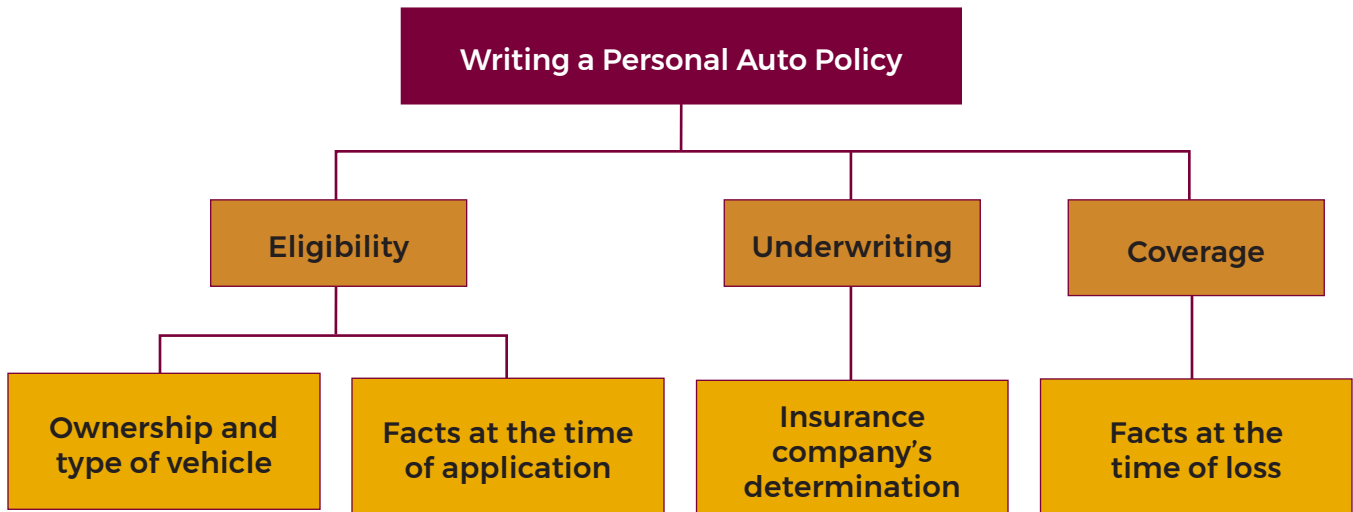 Writing a Personal Auto Policy
Eligibility
Underwriting
Coverage
Ownership and
type of vehicle
Facts at the time
of application
Insurance
company’s
determination
Facts at the
time of loss